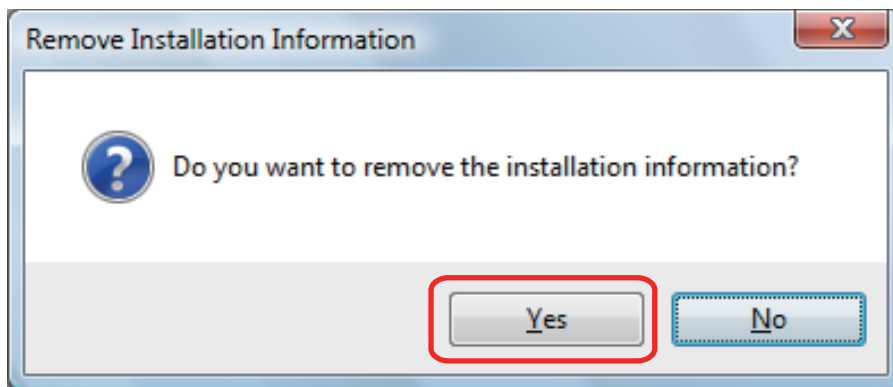 Remove Installation Information
Do you want to remove the installation information?
Yes
No